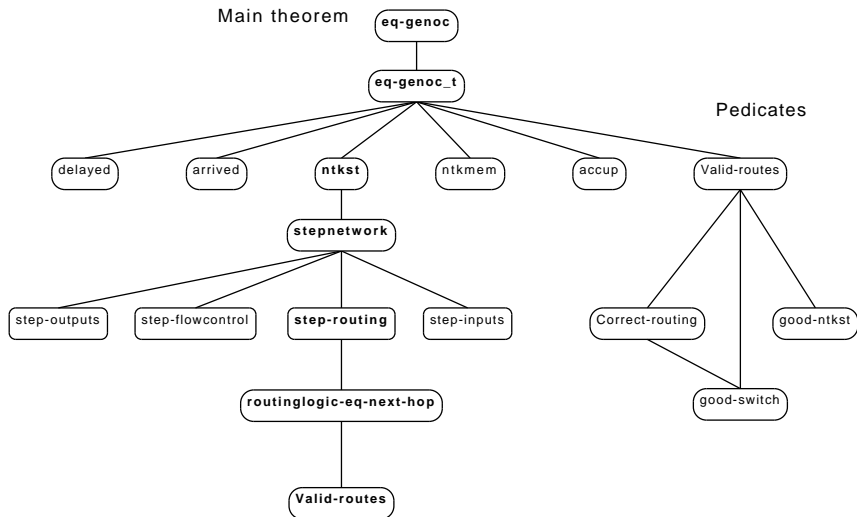 Main theorem
eq-genoc
eq-genoc_t
Pedicates
delayed
arrived
ntkst
ntkmem
accup
Valid-routes
stepnetwork
step-outputs
step-flowcontrol
step-routing
step-inputs
Correct-routing
good-ntkst
routinglogic-eq-next-hop
good-switch
Valid-routes